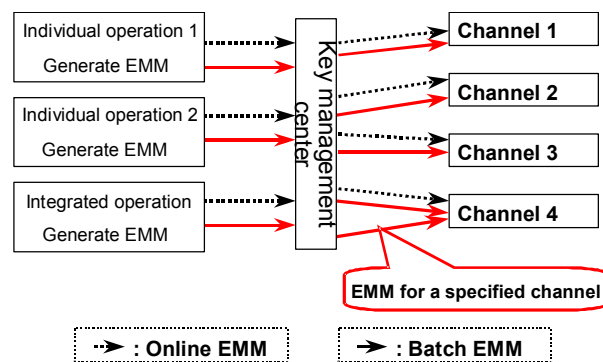 Individual operation 1
Generate EMM
Individual operation 2
Generate EMM
Integrated operation
Generate EMM
Key management
center
Channel 1
Channel 2
Channel 3
Channel 4
EMM for a specified channel
: Online EMM
: Batch EMM